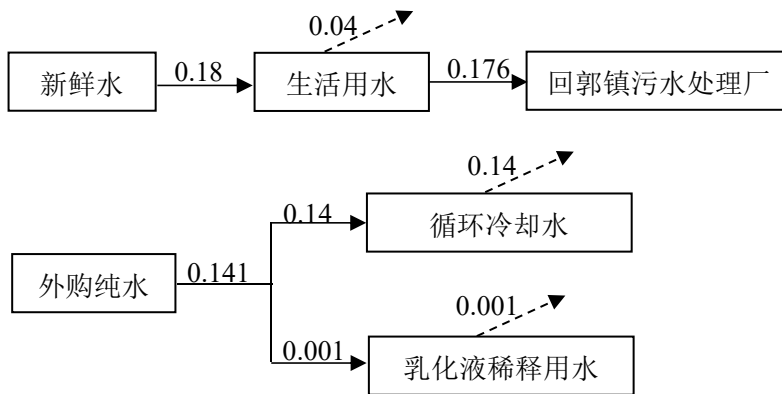 0.04
新鲜水 0.18 生活用水 0.176 回郭镇污水处理厂
0.14
0.14 循环冷却水
外购纯水 0.141
0.001
0.001 乳化液稀释用水